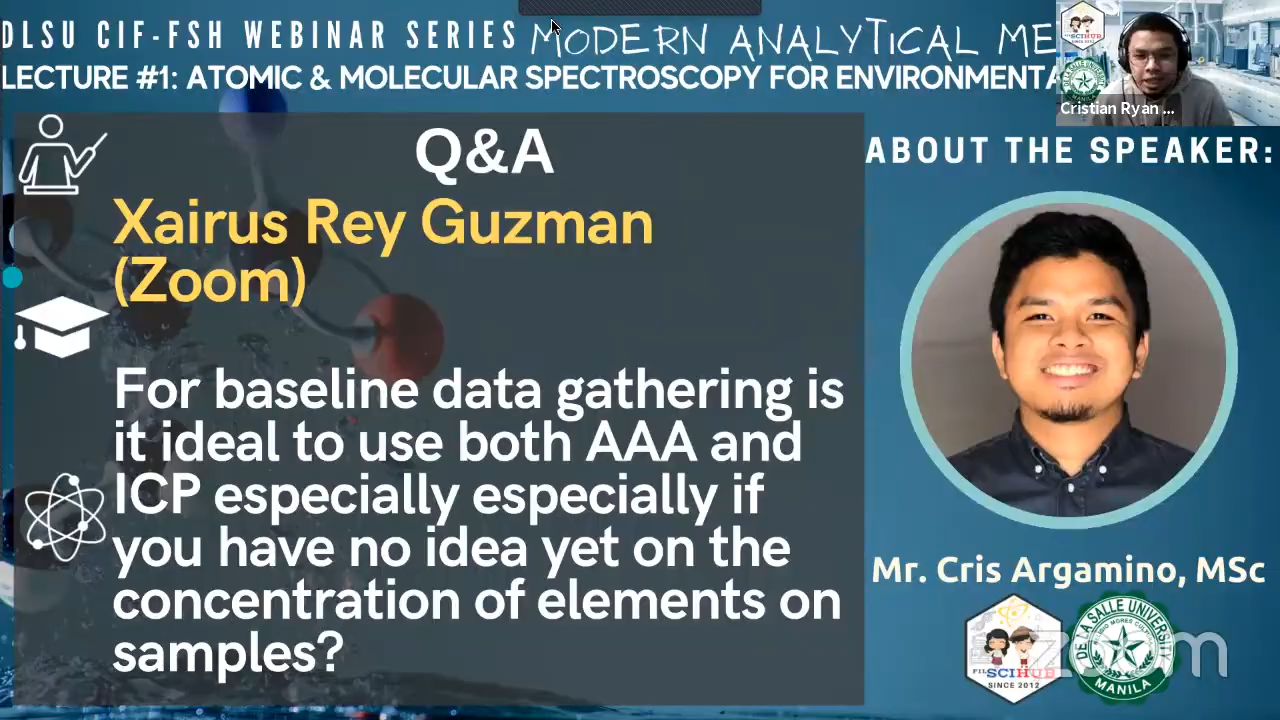 DLSU CIF-FSH WEBINAR SERIES MODERN ANALYTICAL ME
LECTURE #1: ATOMIC & MOLECULAR SPECTROSCOPY FOR ENVIRONMENTA
Cristian Ryan ...
Q&A
Xairus Rey Guzman
(Zoom)
For baseline data gathering is
it ideal to use both AAA and
ICP especially especially if
you have no idea yet on the
concentration of elements on
samples?
ABOUT THE SPEAKER:
Mr. Cris Argamino, MSc
FILSCIHUB
SINCE 2012
DE LA SALLE UNIVERSITY
MANILA
zoom